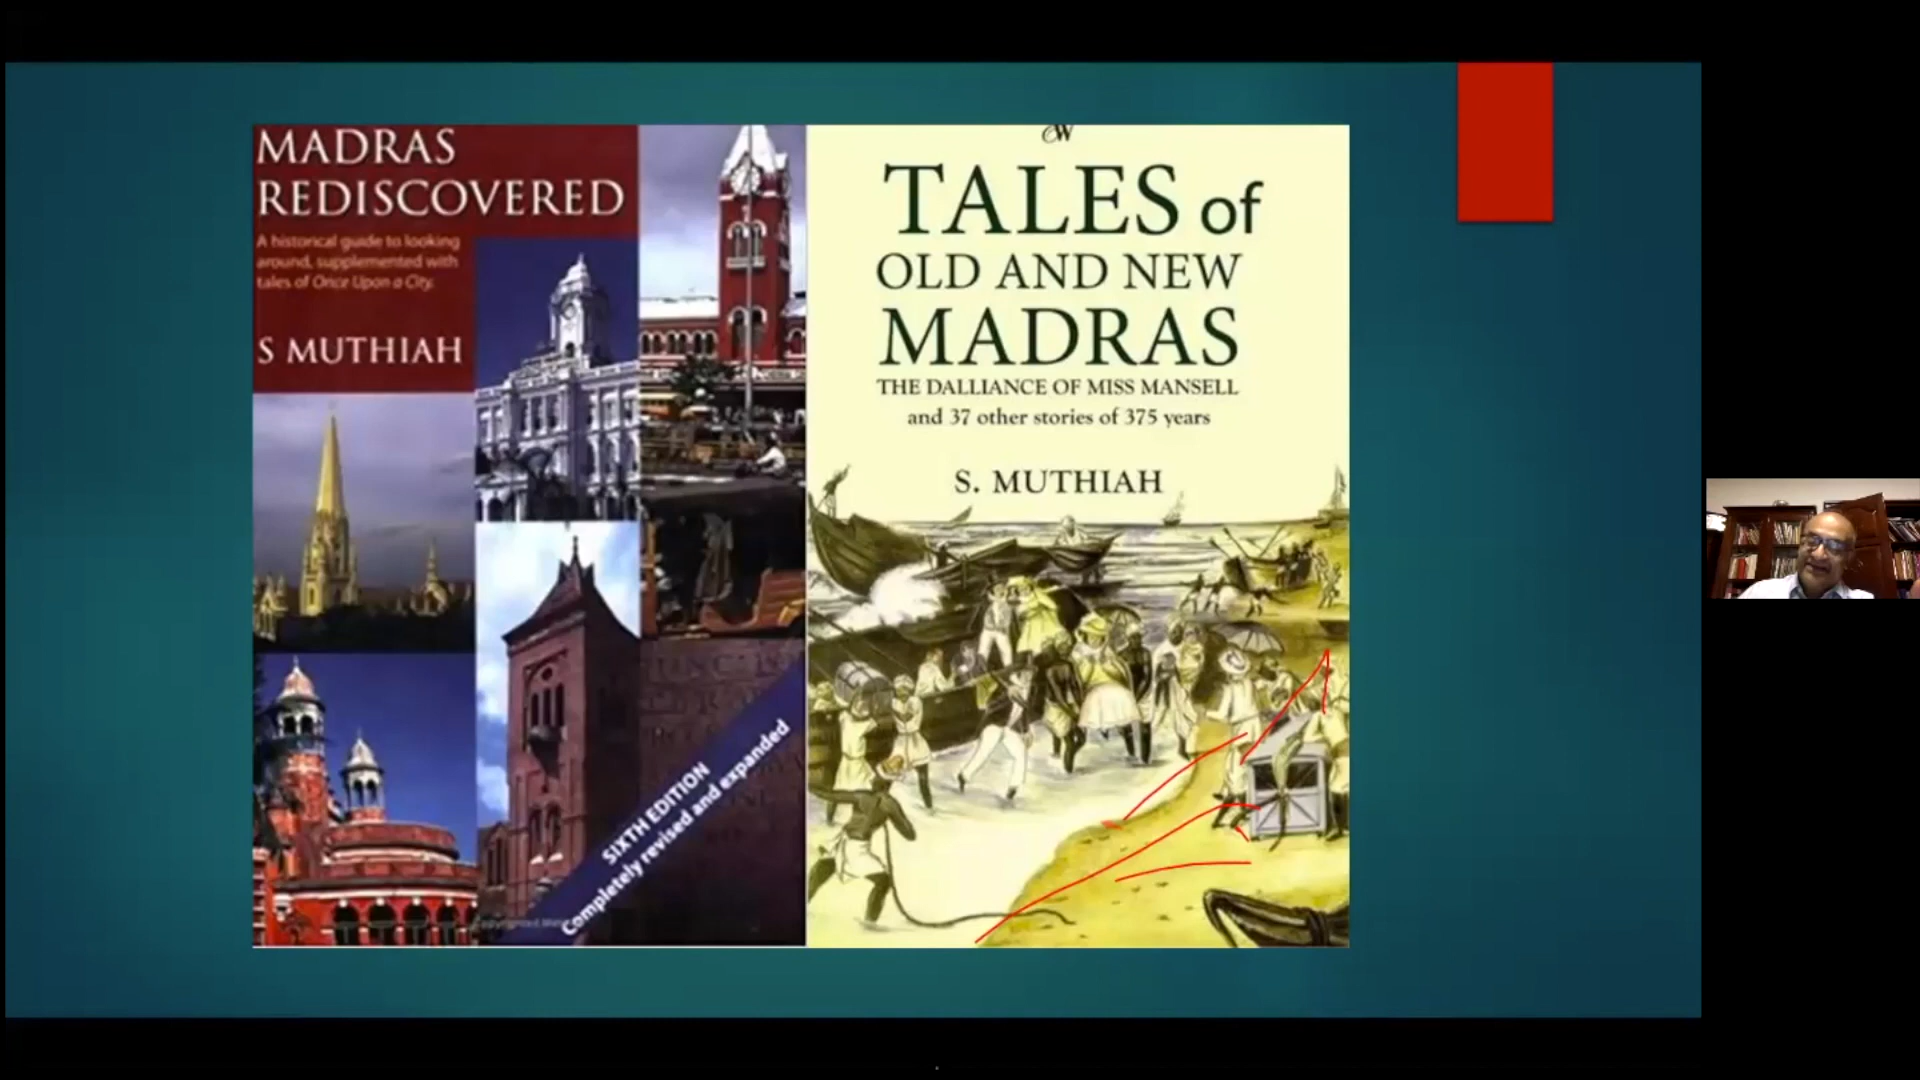 MADRAS
REDISCOVERED
A historical guide to looking
around, supplemented with
tales of Once Upon a City.
S MUTHIAH
SIXTH EDITION
Completely revised and expanded
EW
TALES of
OLD AND NEW
MADRAS
THE DALLIANCE OF MISS MANSELL
and 37 other stories of 375 years
S. MUTHIAH